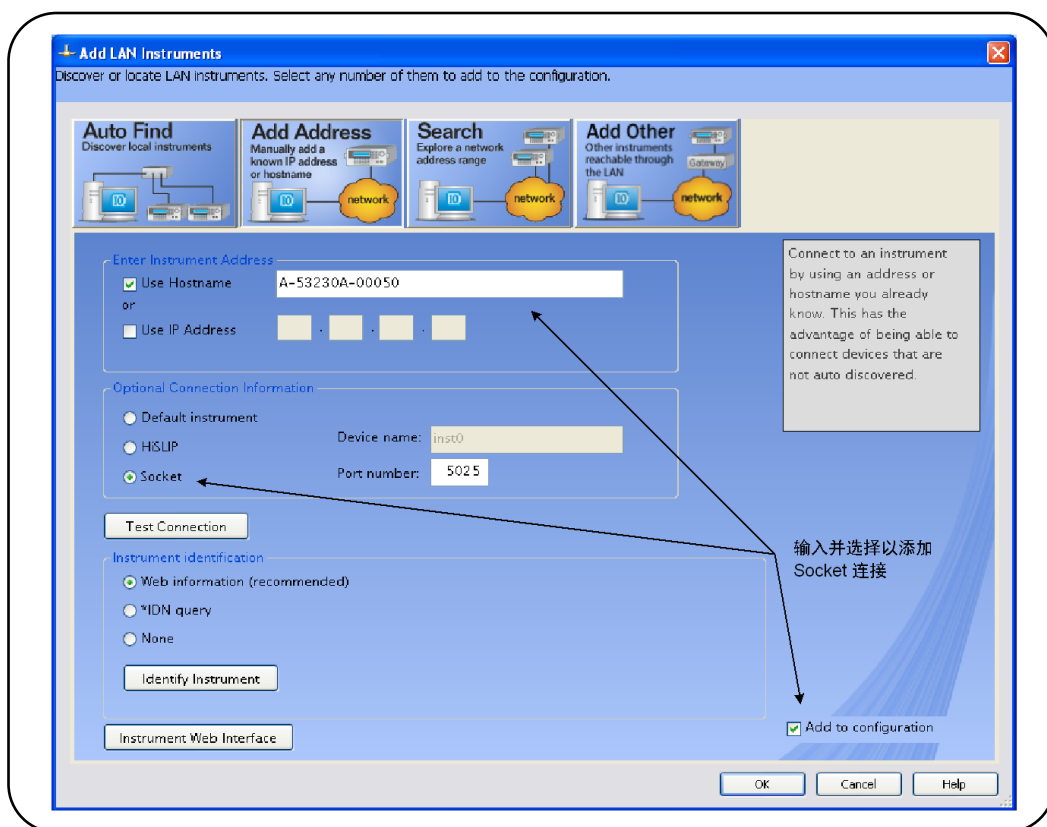 Add LAN Instruments
Discover or locate LAN instruments. Select any number of them to add to the configuration.
Auto Find
Discover local instruments
IO
Add Address
Manually add a
known IP address
or hostname
IO
network
Search
Explore a network
address range
IO
network
Add Other
Other instruments
reachable through
the LAN
Gateway
IO
network
Enter Instrument Address
Use Hostname
A-53230A-00050
or
Use IP Address
. . .
Connect to an instrument
by using an address or
hostname you already
know. This has the
advantage of being able to
connect devices that are
not auto discovered.
Optional Connection Information
Default instrument
HiSLIP
Socket
Device name: inst0
Port number: 5025
Test Connection
输入并选择以添加
Socket 连接
Instrument identification
Web information (recommended)
*IDN query
None
Identify Instrument
Instrument Web Interface
Add to configuration
OK
Cancel
Help